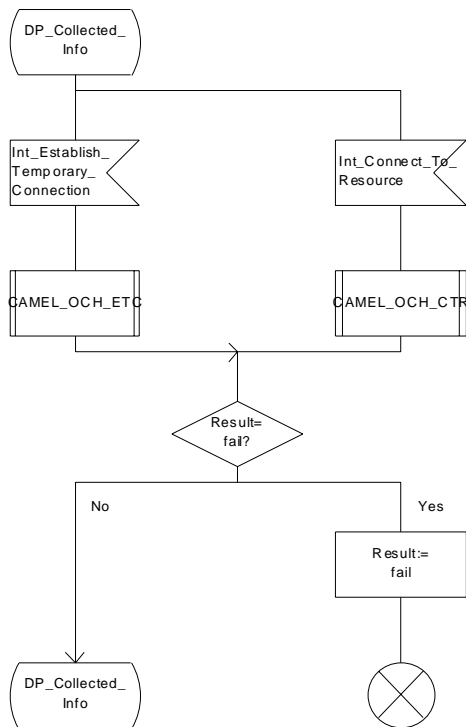 DP_Collected_
Info
Int_Establish_
Temporary_
Connection
Int_Connect_To_
Resource
CAMEL_OCH_ETC
CAMEL_OCH_CTR
Result=
fail?
No
Yes
Result:=
fail
DP_Collected_
Info